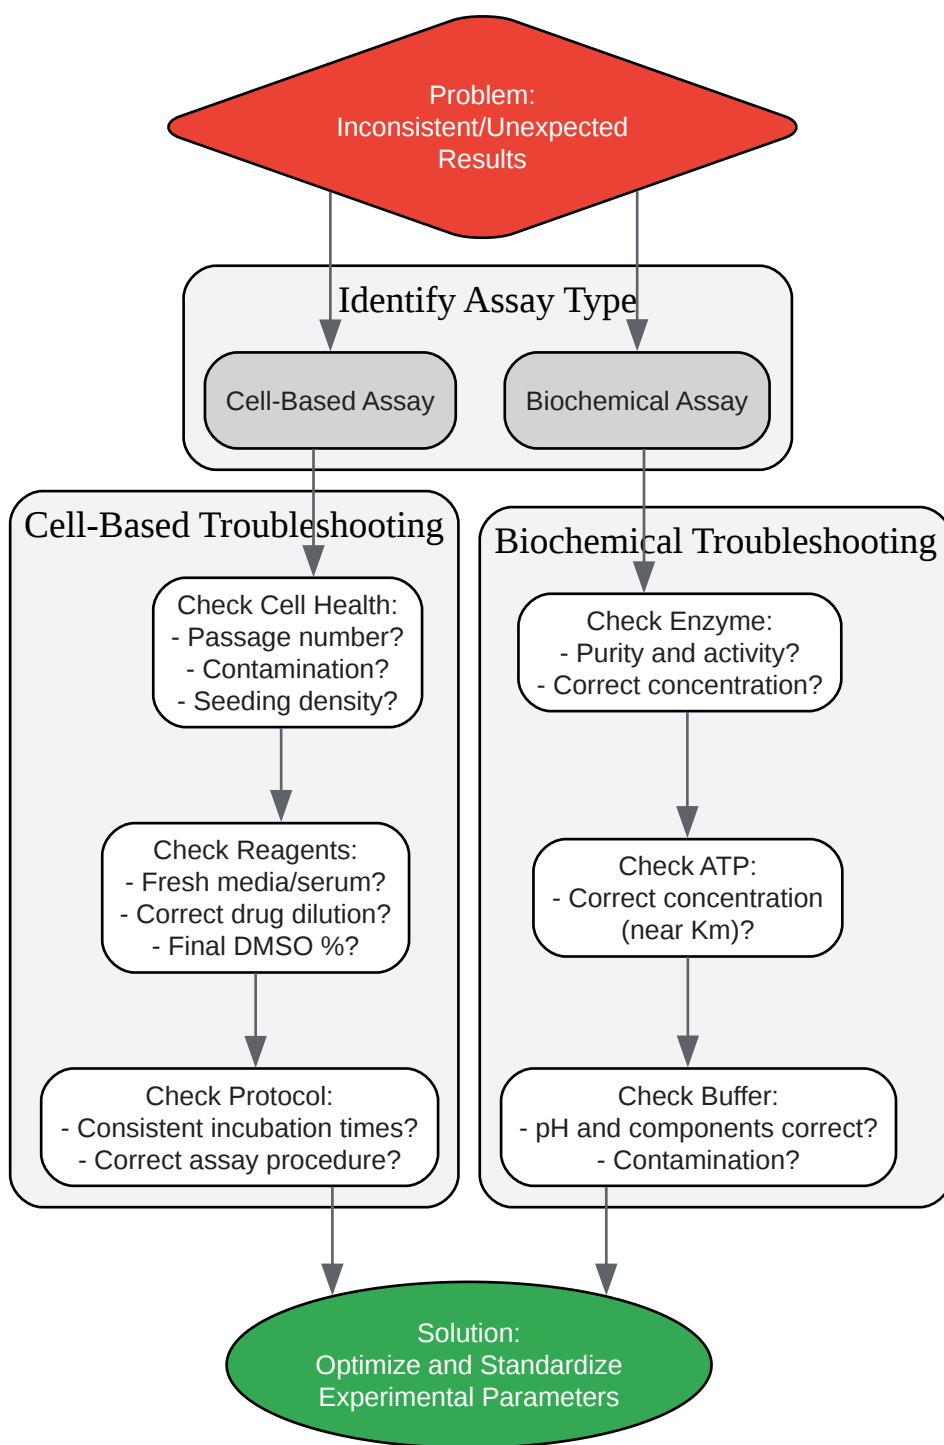 Problem:
Inconsistent/Unexpected
Results
Identify Assay Type
Cell-Based Assay
Biochemical Assay
Cell-Based Troubleshooting
Check Cell Health:
- Passage number?
- Contamination?
- Seeding density?
Check Reagents:
- Fresh media/serum?
- Correct drug dilution?
- Final DMSO %?
Check Protocol:
- Consistent incubation times?
- Correct assay procedure?
Biochemical Troubleshooting
Check Enzyme:
- Purity and activity?
- Correct concentration?
Check ATP:
- Correct concentration
(near Km)?
Check Buffer:
- pH and components correct?
- Contamination?
Solution:
Optimize and Standardize
Experimental Parameters